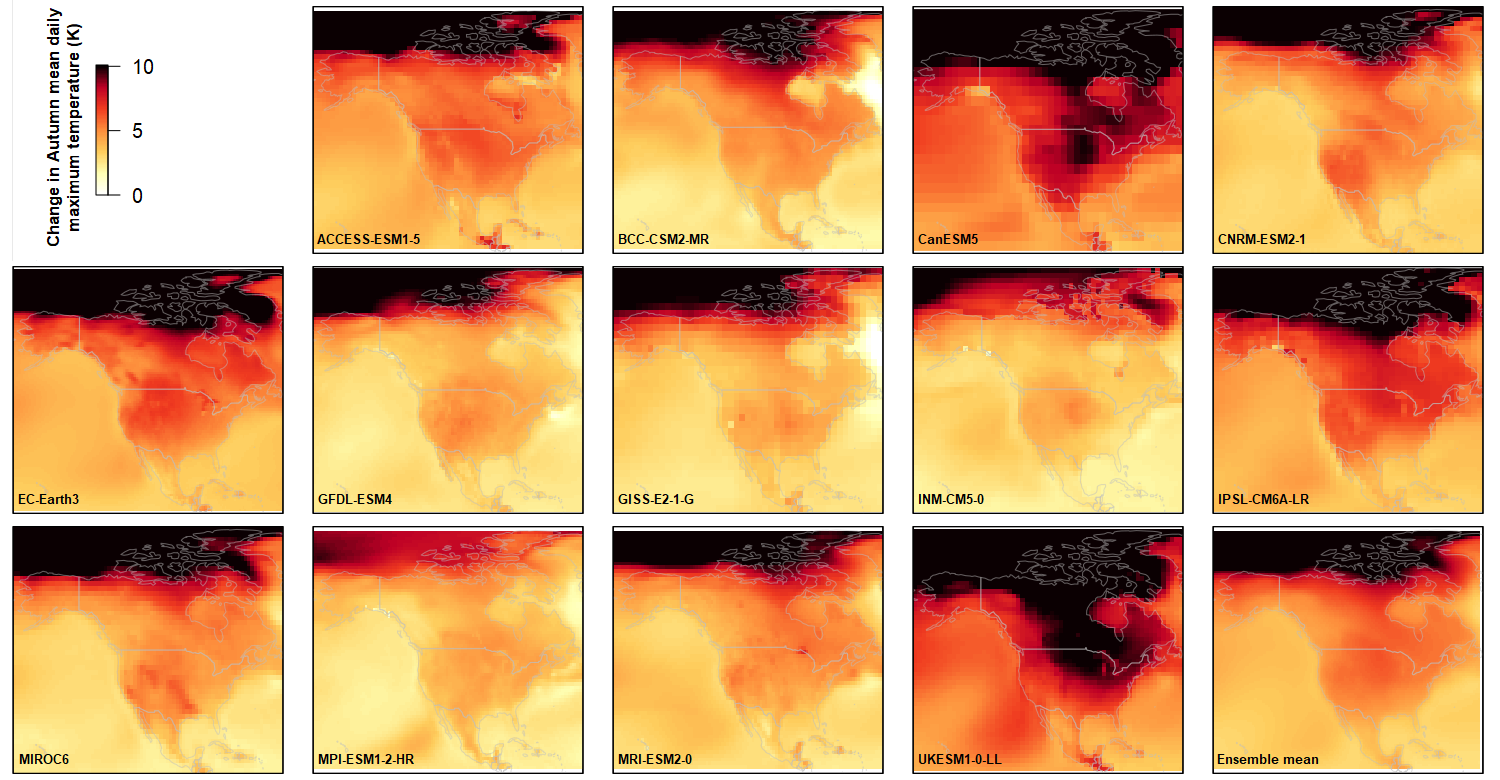 Change in Autumn mean daily
maximum temperature (K)
10
5
0
ACCESS-ESM1-5
BCC-CSM2-MR
CanESM5
CNRM-ESM2-1
EC-Earth3
GFDL-ESM4
GISS-E2-1-G
INM-CM5-0
IPSL-CM6A-LR
MIROC6
MPI-ESM1-2-HR
MRI-ESM2-0
UKESM1-0-LL
Ensemble mean